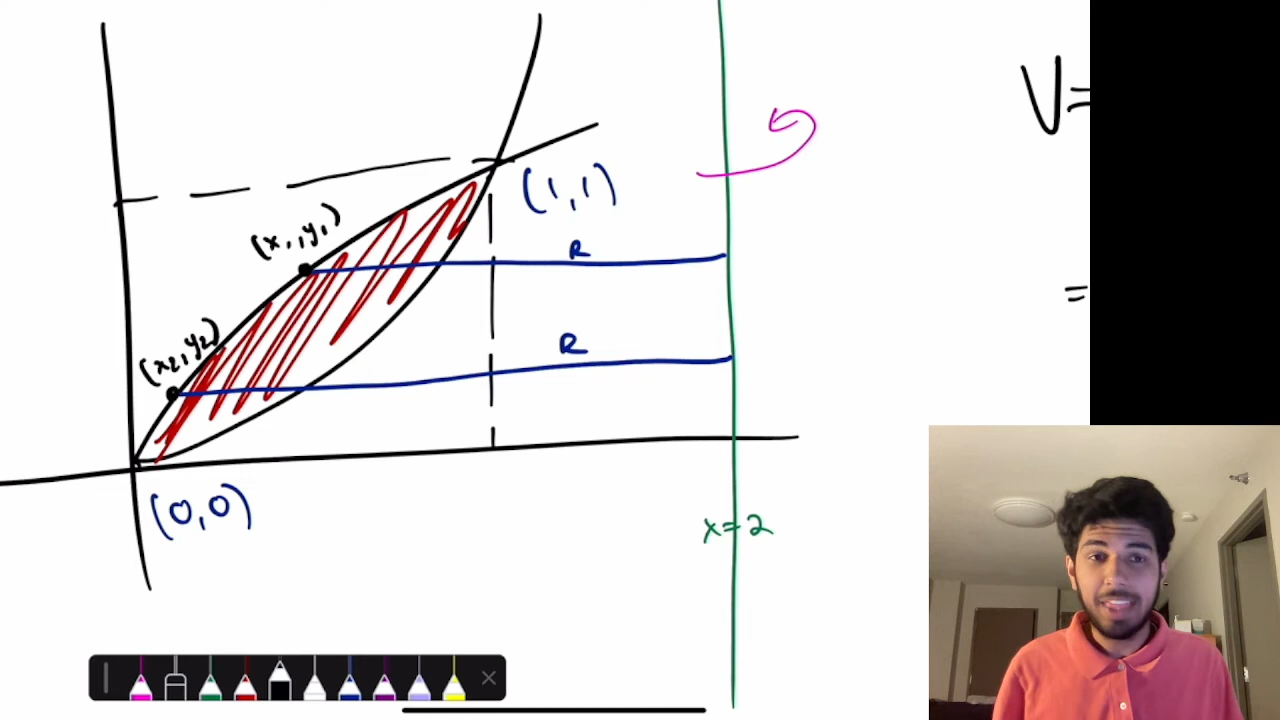 V=
(1,1)
(x₁,y₁)
R
=
(x₂,y₂)
R
(0,0)
x=2